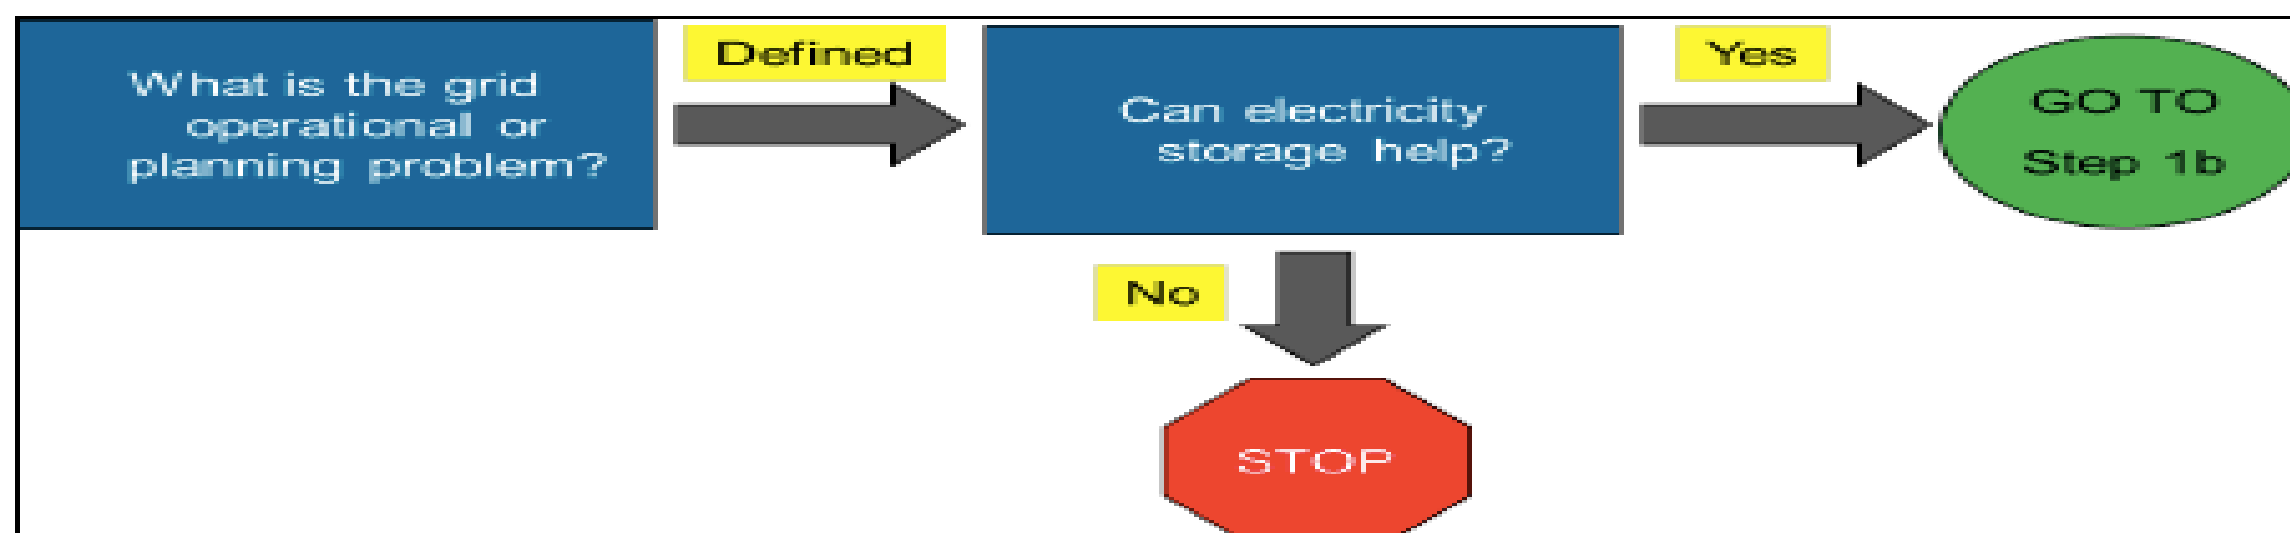 What is the grid
operational or
planning problem?
Defined
Can electricity
storage help?
Yes
GO TO
Step 1b
No
STOP